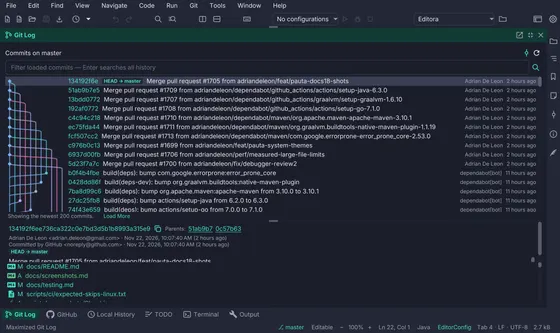 File Edit Find View Navigate Code Run Git Tools Window Help
No configurations
Editora
Git Log
Commits on master
Filter loaded commits — Enter searches all history
134192f6e HEAD → master Merge pull request #1705 from adriandeleon/feat/pauta-docs18-shots Adrian De Leon 2 hours ago
51ab9b7e5 Merge pull request #1709 from adriandeleon/dependabot/github_actions/actions/setup-java-6.3.0 Adrian De Leon 2 hours ago
13bdd0772 Merge pull request #1707 from adriandeleon/dependabot/github_actions/graalvm/setup-graalvm-1.6.10 Adrian De Leon 2 hours ago
192af0772 Merge pull request #1708 from adriandeleon/dependabot/github_actions/actions/setup-go-7.1.0 Adrian De Leon 2 hours ago
c4c94c218 Merge pull request #1710 from adriandeleon/dependabot/maven/org.apache.maven-apache-maven-3.10.1 Adrian De Leon 2 hours ago
ec75fda44 Merge pull request #1711 from adriandeleon/dependabot/maven/org.graalvm.buildtools-native-maven-plugin-1.1.19 Adrian De Leon 2 hours ago
fcf507cc2 Merge pull request #1713 from adriandeleon/dependabot/maven/com.google.errorprone-error_prone_core-2.53.0 Adrian De Leon 2 hours ago
c976b0c13 Merge pull request #1699 from adriandeleon/feat/pauta-system-themes Adrian De Leon 2 hours ago
6937d00fb Merge pull request #1706 from adriandeleon/perf/measured-large-file-limits Adrian De Leon 2 hours ago
5d23f7a7c Merge pull request #1700 from adriandeleon/fix/debugger-review2 Adrian De Leon 2 hours ago
b0f4b4fbe build(deps): bump com.google.errorprone:error_prone_core dependabot[bot] 11 hours ago
0428dd86f build(deps-dev): bump org.graalvm.buildtools:native-maven-plugin dependabot[bot] 11 hours ago
7ba8d99c6 build(deps): bump org.apache.maven:apache-maven from 3.10.0 to 3.10.1 dependabot[bot] 11 hours ago
27dc25fb8 build(deps): bump actions/setup-java from 6.2.0 to 6.3.0 dependabot[bot] 11 hours ago
74f43e659 build(deps): bump actions/setup-go from 7.0.0 to 7.1.0 dependabot[bot] 11 hours ago
Showing the newest 200 commits. Load More
Parents: 51ab9b7 0c57b63
Adrian De Leon · Nov 22, 2026, 10:07:40 AM (2 hours ago)
Committed by GitHub <noreply@github.com> · Nov 22, 2026, 10:07:40 AM (2 hours ago)
HEAD → master
Merge pull request #1705 from adriandeleon/feat/pauta-docs18-shots
M docs/README.md
A docs/screenshots.md
M docs/testing.md
M scripts/ci/expected-skips-linux.txt
Git Log GitHub Local History TODO Terminal Output
Maximized Git Log master Editable − 100% + Ln 22, Col 1 Java EditorConfig Tab 4 LF UTF-8 2.7 kB